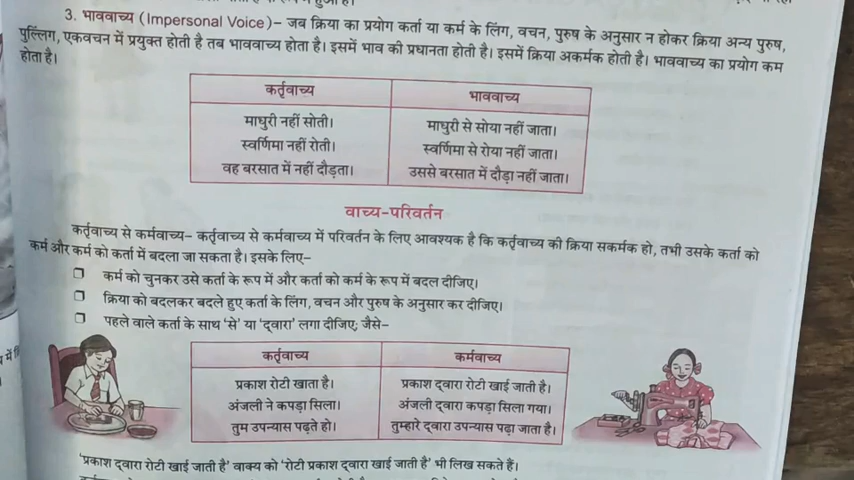 3. भाववाच्य (Impersonal Voice)– जब क्रिया का प्रयोग कर्ता या कर्म के लिंग, वचन, पुरुष के अनुसार न होकर क्रिया अन्य पुरुष,
पुल्लिंग, एकवचन में प्रयुक्त होती है तब भाववाच्य होता है। इसमें भाव की प्रधानता होती है। इसमें क्रिया अकर्मक होती है। भाववाच्य का प्रयोग कम
होता है।
कर्तृवाच्य भाववाच्य
माधुरी नहीं सोती। माधुरी से सोया नहीं जाता।
स्वर्णिमा नहीं रोती। स्वर्णिमा से रोया नहीं जाता।
वह बरसात में नहीं दौड़ता। उससे बरसात में दौड़ा नहीं जाता।
वाच्य-परिवर्तन
कर्तृवाच्य से कर्मवाच्य– कर्तृवाच्य से कर्मवाच्य में परिवर्तन के लिए आवश्यक है कि कर्तृवाच्य की क्रिया सकर्मक हो, तभी उसके कर्ता को
कर्म और कर्म को कर्ता में बदला जा सकता है। इसके लिए–
❐ कर्म को चुनकर उसे कर्ता के रूप में और कर्ता को कर्म के रूप में बदल दीजिए।
❐ क्रिया को बदलकर बदले हुए कर्ता के लिंग, वचन और पुरुष के अनुसार कर दीजिए।
❐ पहले वाले कर्ता के साथ 'से' या 'द्वारा' लगा दीजिए; जैसे–
कर्तृवाच्य कर्मवाच्य
प्रकाश रोटी खाता है। प्रकाश द्वारा रोटी खाई जाती है।
अंजली ने कपड़ा सिला। अंजली द्वारा कपड़ा सिला गया।
तुम उपन्यास पढ़ते हो। तुम्हारे द्वारा उपन्यास पढ़ा जाता है।
'प्रकाश द्वारा रोटी खाई जाती है' वाक्य को 'रोटी प्रकाश द्वारा खाई जाती है' भी लिख सकते हैं।